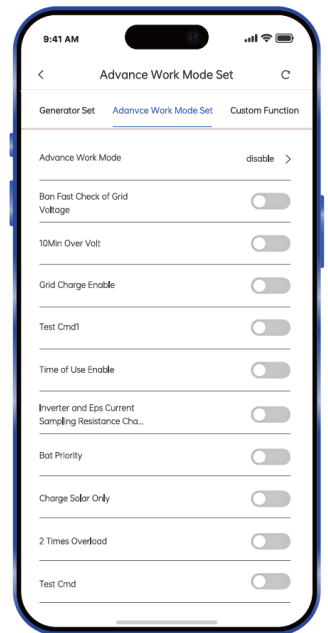 9:41 AM
Advance Work Mode Set
Generator Set Adanvce Work Mode Set Custom Function
Advance Work Mode disable
Ban Fast Check of Grid
Voltage
10Min Over Volt
Grid Charge Enable
Test Cmd1
Time of Use Enable
Inverter and Eps Current
Sampling Resistance Cha...
Bat Priority
Charge Solar Only
2 Times Overload
Test Cmd